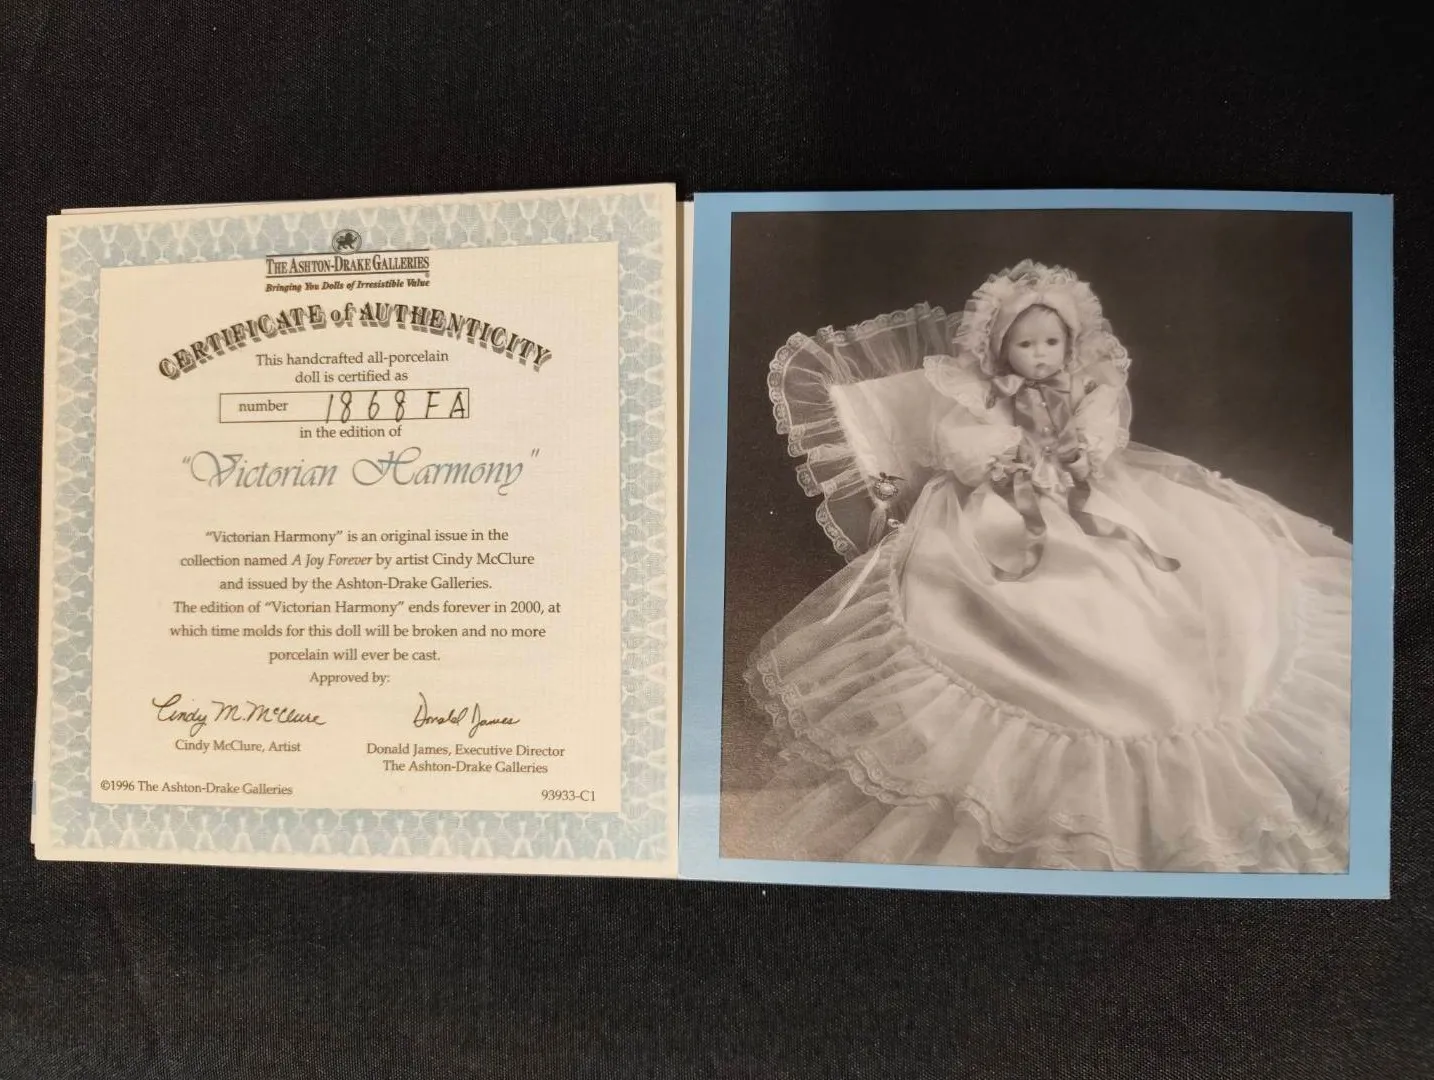 THE ASHTON-DRAKE GALLERIES
Bringing You Dolls of Irresistible Value®
CERTIFICATE of AUTHENTICITY
This handcrafted all-porcelain
doll is certified as
number 1868 FA
in the edition of
"Victorian Harmony"
"Victorian Harmony" is an original issue in the
collection named A Joy Forever by artist Cindy McClure
and issued by the Ashton-Drake Galleries.
The edition of "Victorian Harmony" ends forever in 2000, at
which time molds for this doll will be broken and no more
porcelain will ever be cast.
Approved by:
Cindy M. McClure Donald James
Cindy McClure, Artist Donald James, Executive Director
The Ashton-Drake Galleries
©1996 The Ashton-Drake Galleries 93933-C1